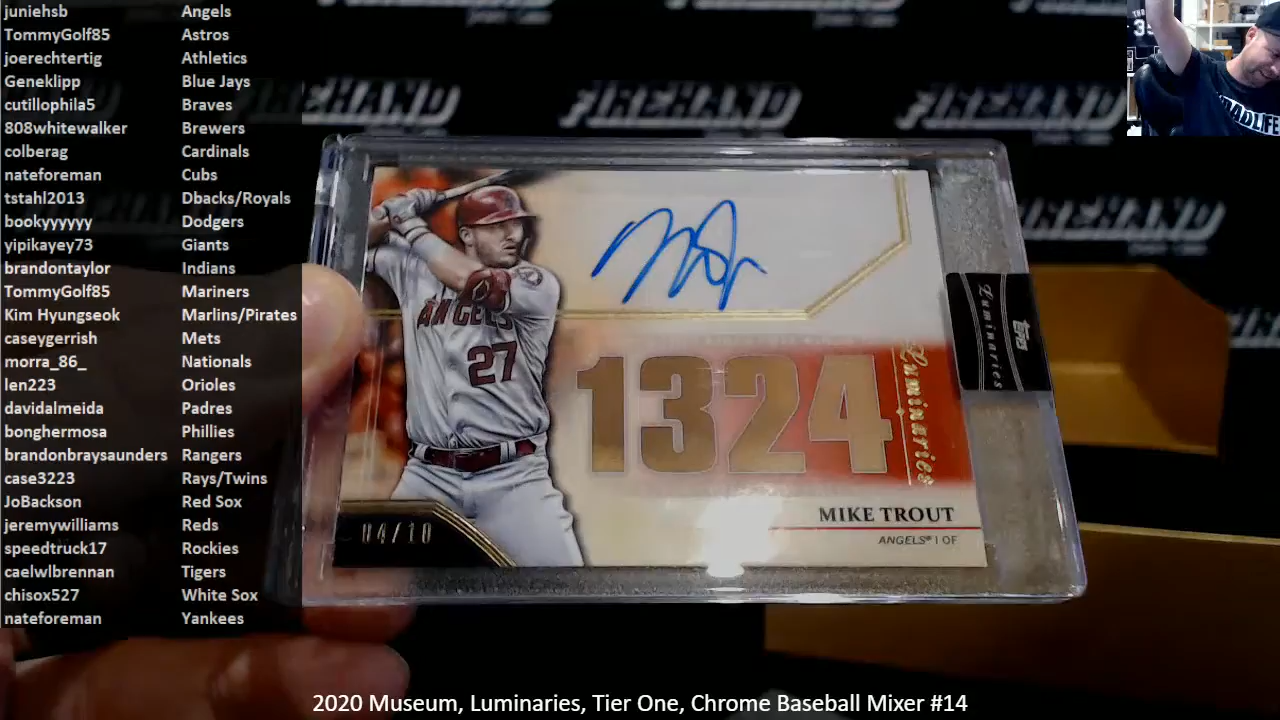 juniehsb Angels
TommyGolf85 Astros
joerechtertig Athletics
Geneklipp Blue Jays
cutillophila5 Braves
808whitewalker Brewers
colberag Cardinals
nateforeman Cubs
tstahl2013 Dbacks/Royals
bookyyyyyy Dodgers
yipikayey73 Giants
brandontaylor Indians
TommyGolf85 Mariners
Kim Hyungseok Marlins/Pirates
caseygerrish Mets
morra_86_ Nationals
len223 Orioles
davidalmeida Padres
bonghermosa Phillies
brandonbraysaunders Rangers
case3223 Rays/Twins
JoBackson Red Sox
jeremywilliams Reds
speedtruck17 Rockies
caelwlbrennan Tigers
chisox527 White Sox
nateforeman Yankees
FIREHAND FIREHAND FIREHAND
FIREHAND
ANGELS
27
1324
Luminaries
MIKE TROUT
ANGELS® | OF
04/10
topps
Luminaries
2020 Museum, Luminaries, Tier One, Chrome Baseball Mixer #14